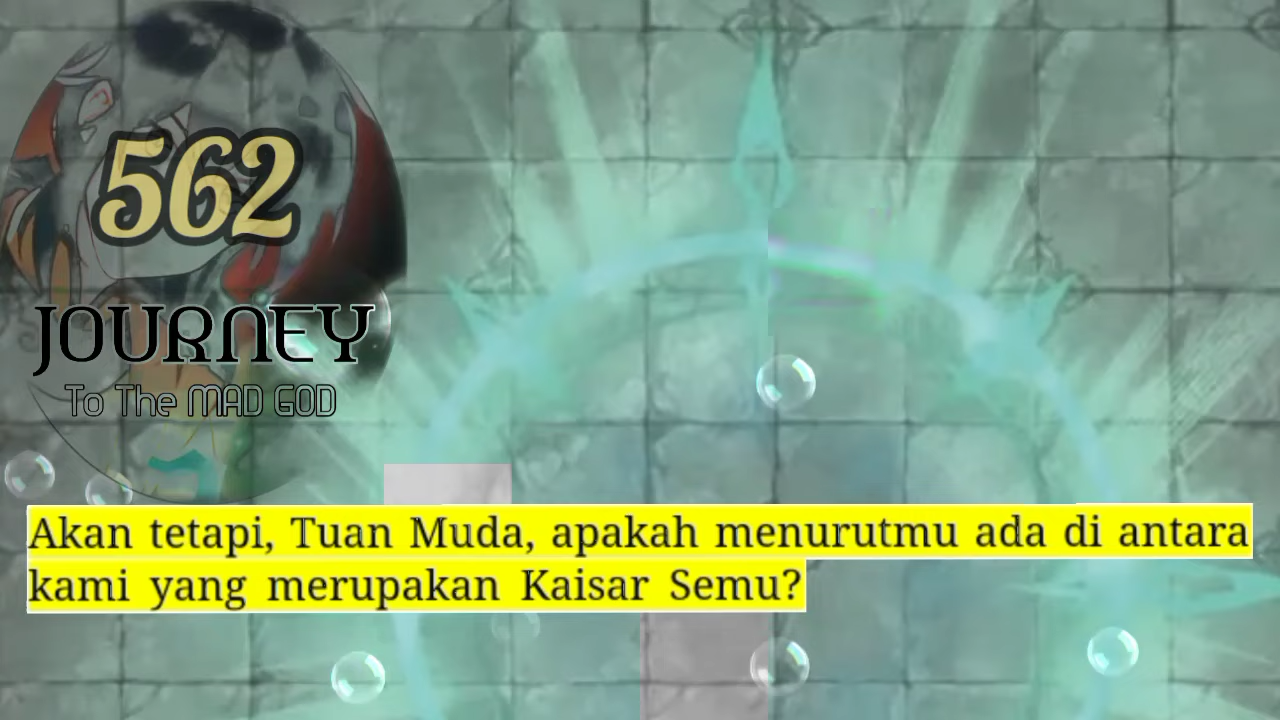 562
JOURNEY
To The MAD GOD
Akan tetapi, Tuan Muda, apakah menurutmu ada di antara
kami yang merupakan Kaisar Semu?